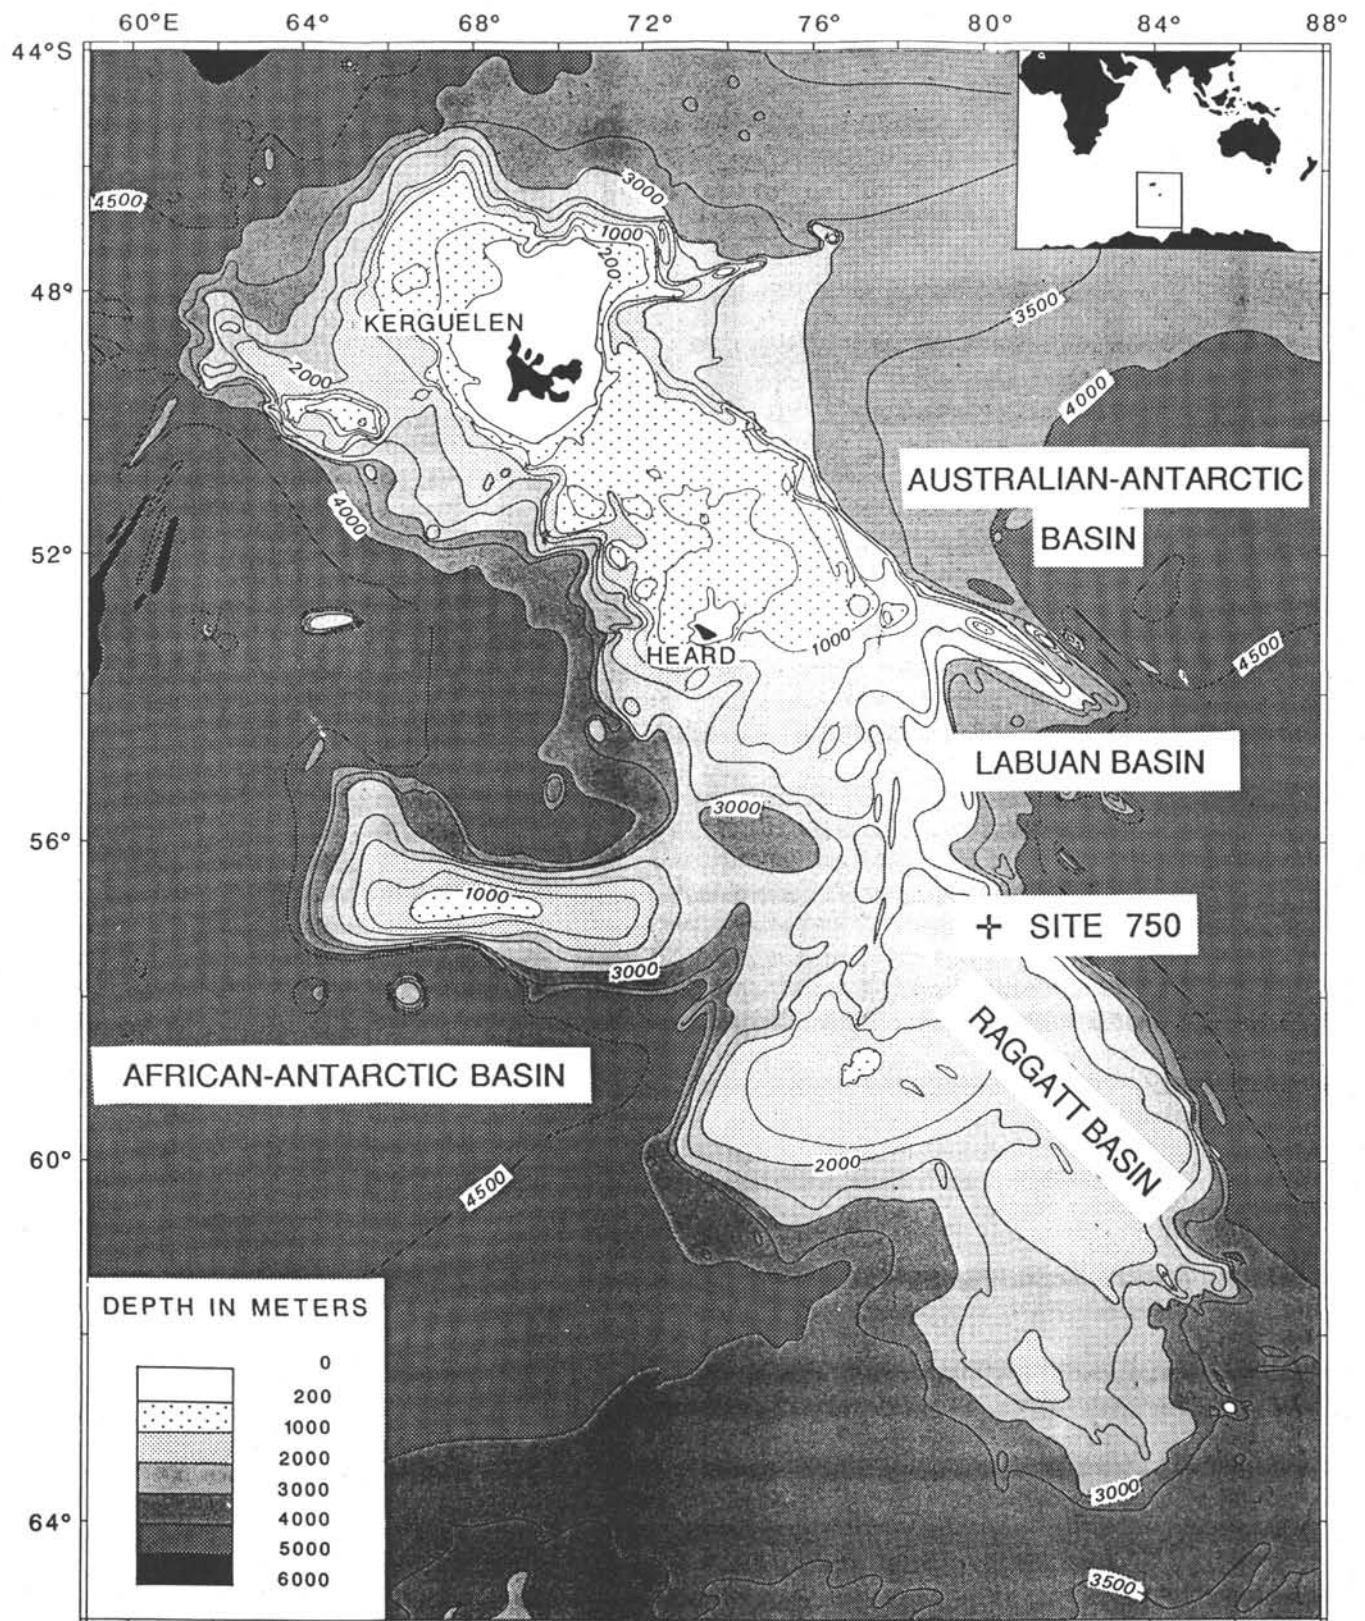 60°E 68° 72° 76° 80° 84° 88°
44°S
3000
4500
1000
200
48°
3500
KERGUELEN
2000
4000
AUSTRALIAN-ANTARCTIC
BASIN
4000
52°
1000
HEARD
4500
LABUAN BASIN
3000
56°
1000
SITE 750
3000
RAGGATT BASIN
AFRICAN-ANTARCTIC BASIN
60°
2000
4500
DEPTH IN METERS
0
200
1000
2000
3000
4000
5000
6000
3000
64°
3500